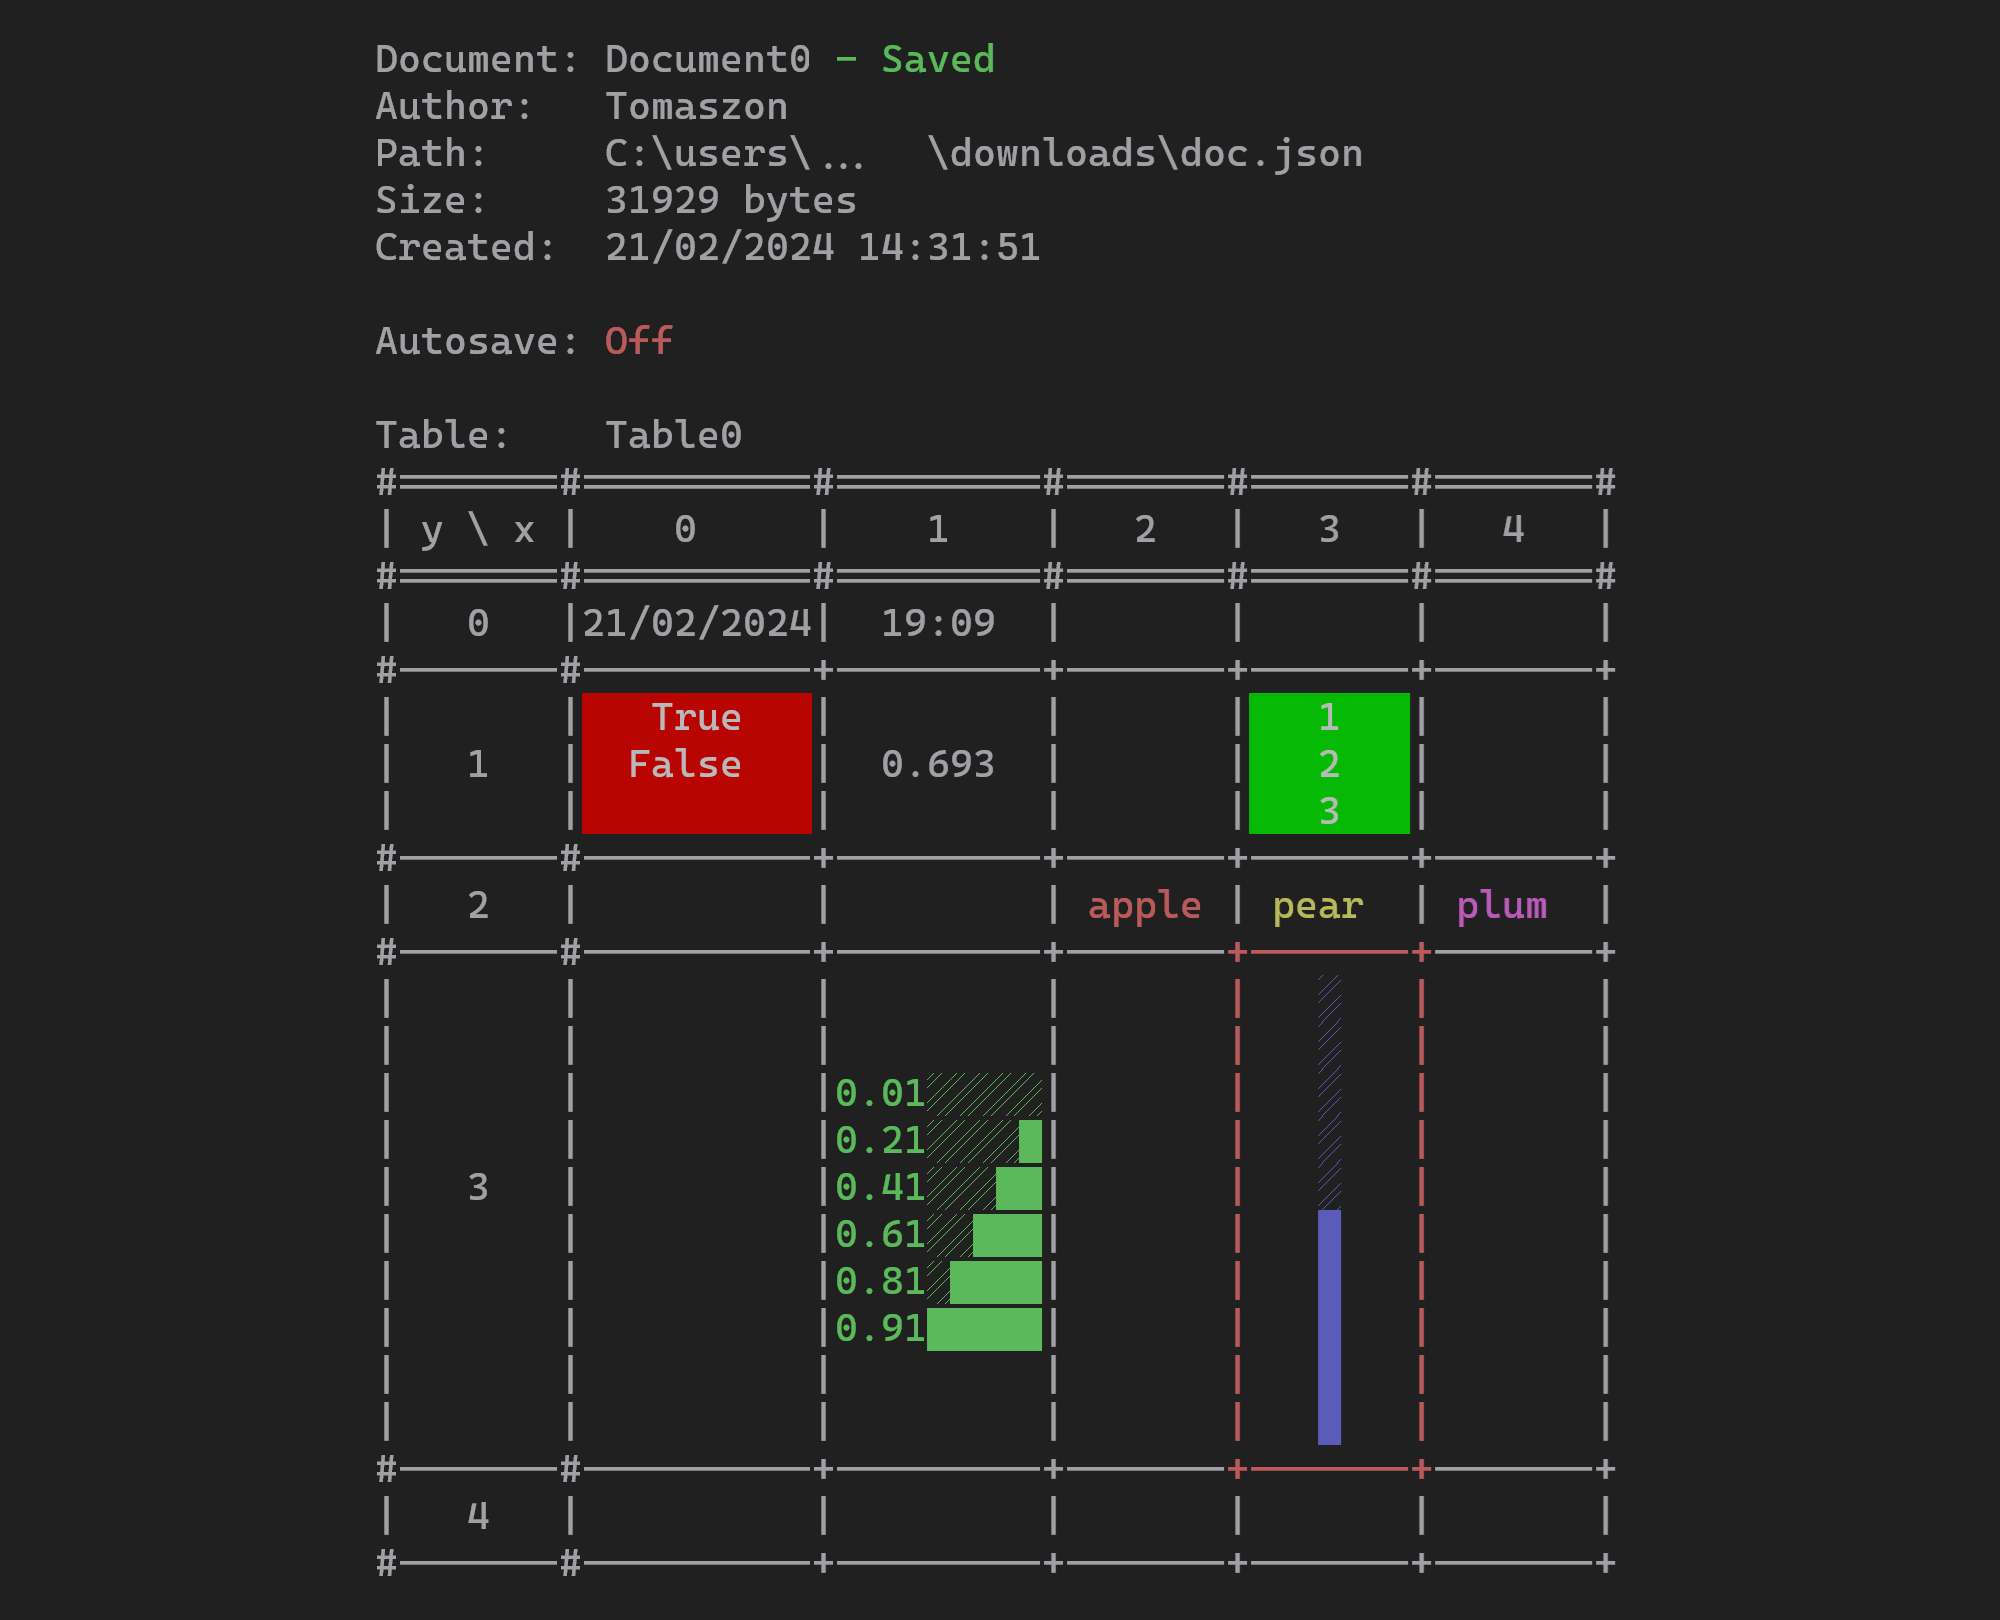 Document: Document0 - Saved
Author:   Tomaszon
Path:     C:\users\...   \downloads\doc.json
Size:     31929 bytes
Created:  21/02/2024 14:31:51
Autosave: Off
Table:    Table0
y \ x 0 1 2 3 4
0 21/02/2024 19:09
True 1
1 False 0.693 2
3
2 apple pear plum
0.01
0.21
3 0.41
0.61
0.81
0.91
4